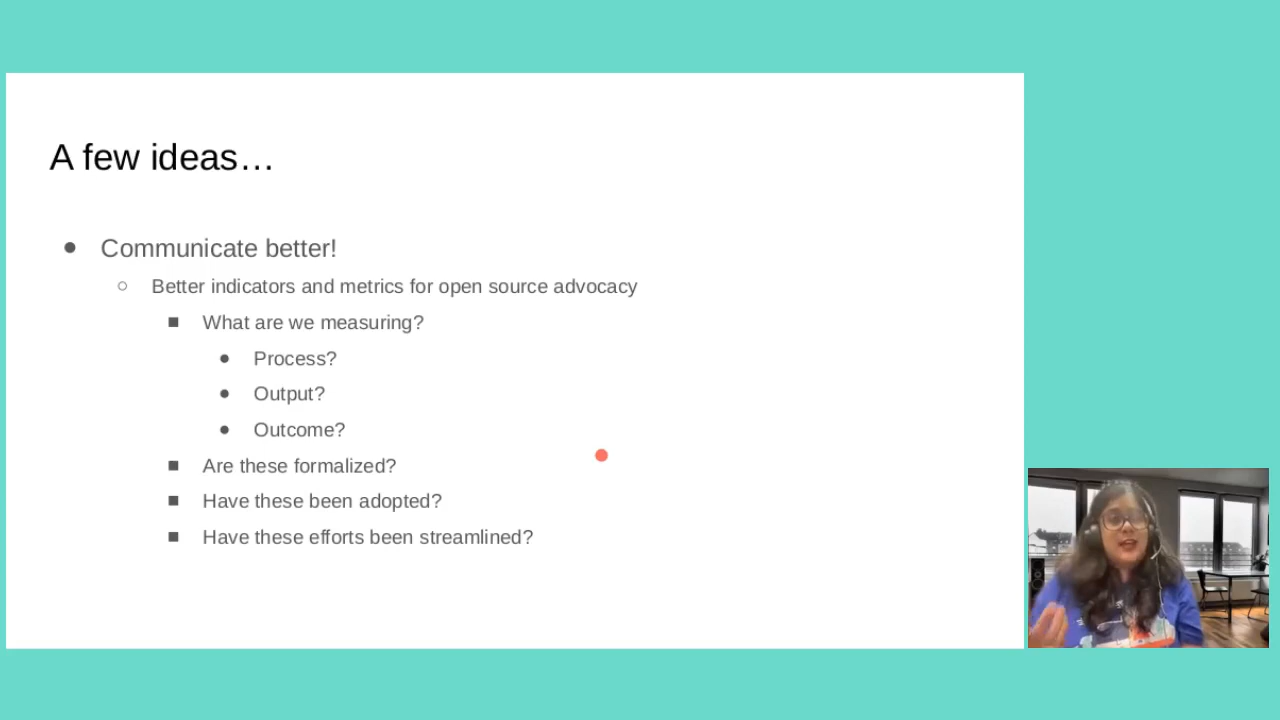 A few ideas…
● Communicate better!
○ Better indicators and metrics for open source advocacy
■ What are we measuring?
● Process?
● Output?
● Outcome?
■ Are these formalized?
■ Have these been adopted?
■ Have these efforts been streamlined?